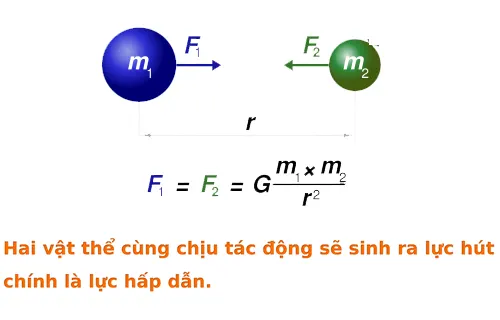 m₁ F₁ F₂ m₂
r
F₁ = F₂ = G m₁ × m₂ / r²
Hai vật thể cùng chịu tác động sẽ sinh ra lực hút
chính là lực hấp dẫn.